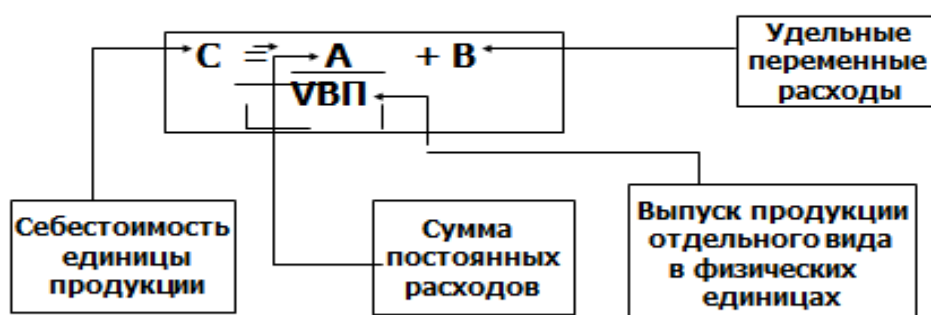 С = А + В
VВП
Удельные
переменные
расходы
Себестоимость
единицы
продукции
Сумма
постоянных
расходов
Выпуск продукции
отдельного вида
в физических
единицах